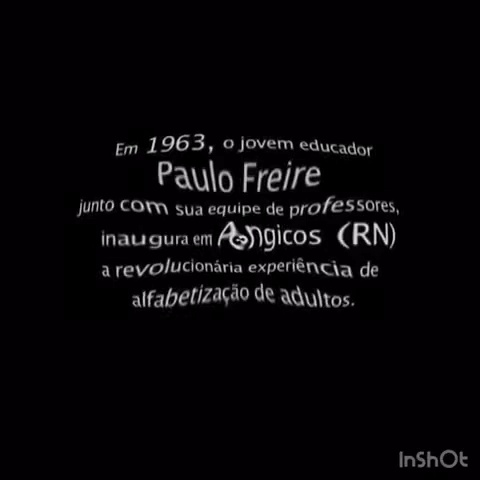 Em 1963, o jovem educador
Paulo Freire
junto com sua equipe de professores,
inaugura em Angicos (RN)
a revolucionária experiência de
alfabetização de adultos.
InShOt